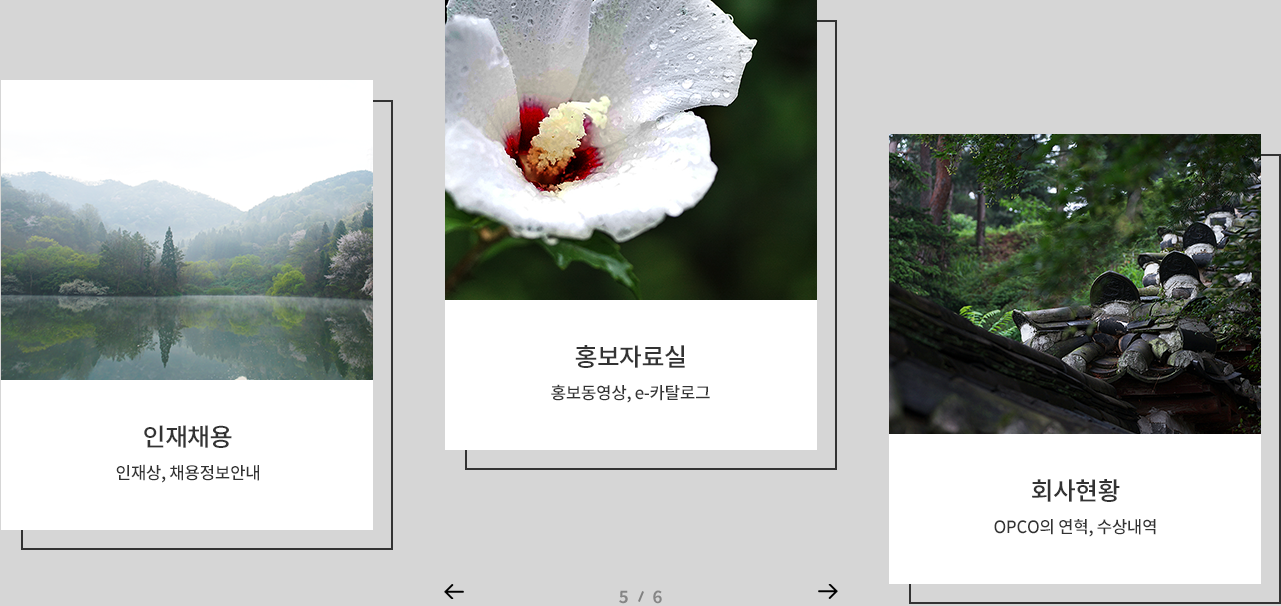 인재채용
인재상, 채용정보안내
홍보자료실
홍보동영상, e-카탈로그
회사현황
OPCO의 연혁, 수상내역
5 / 6